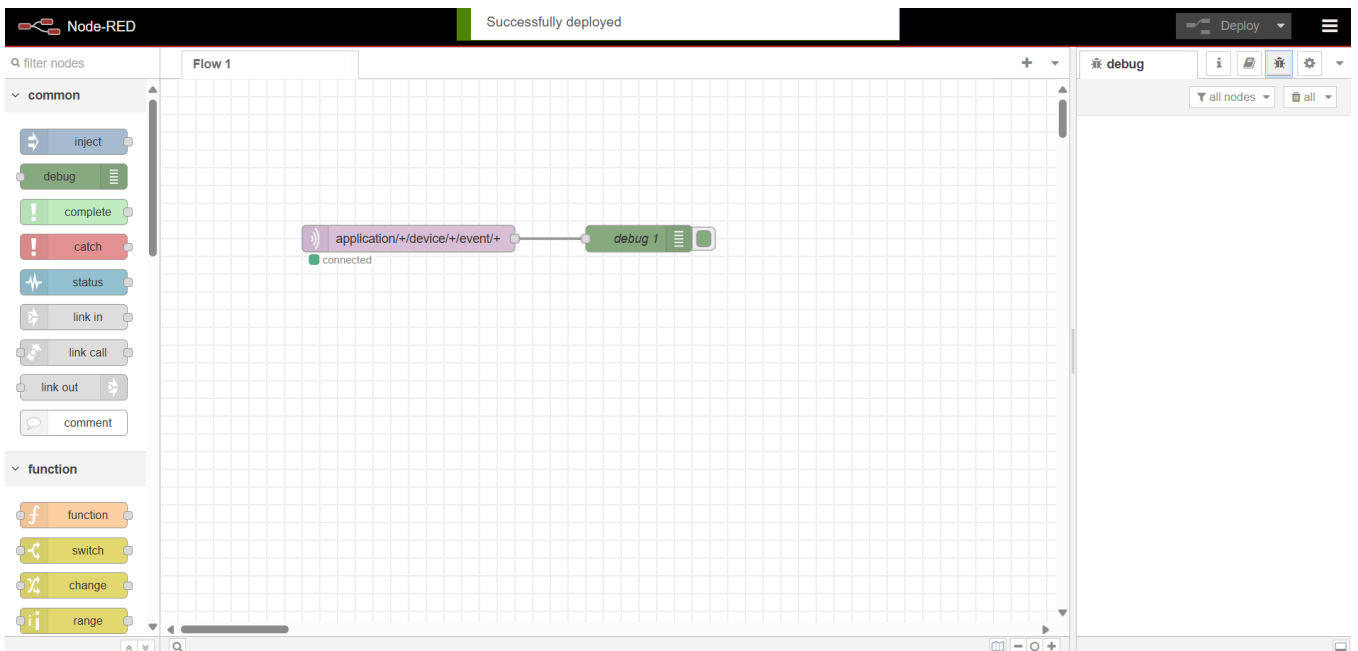 Node-RED
Successfully deployed
Deploy
filter nodes
Flow 1
debug
i
common
all nodes
all
inject
debug
complete
catch
status
link in
link call
link out
comment
application/+/device/+/event/+
connected
debug 1
function
function
switch
change
range